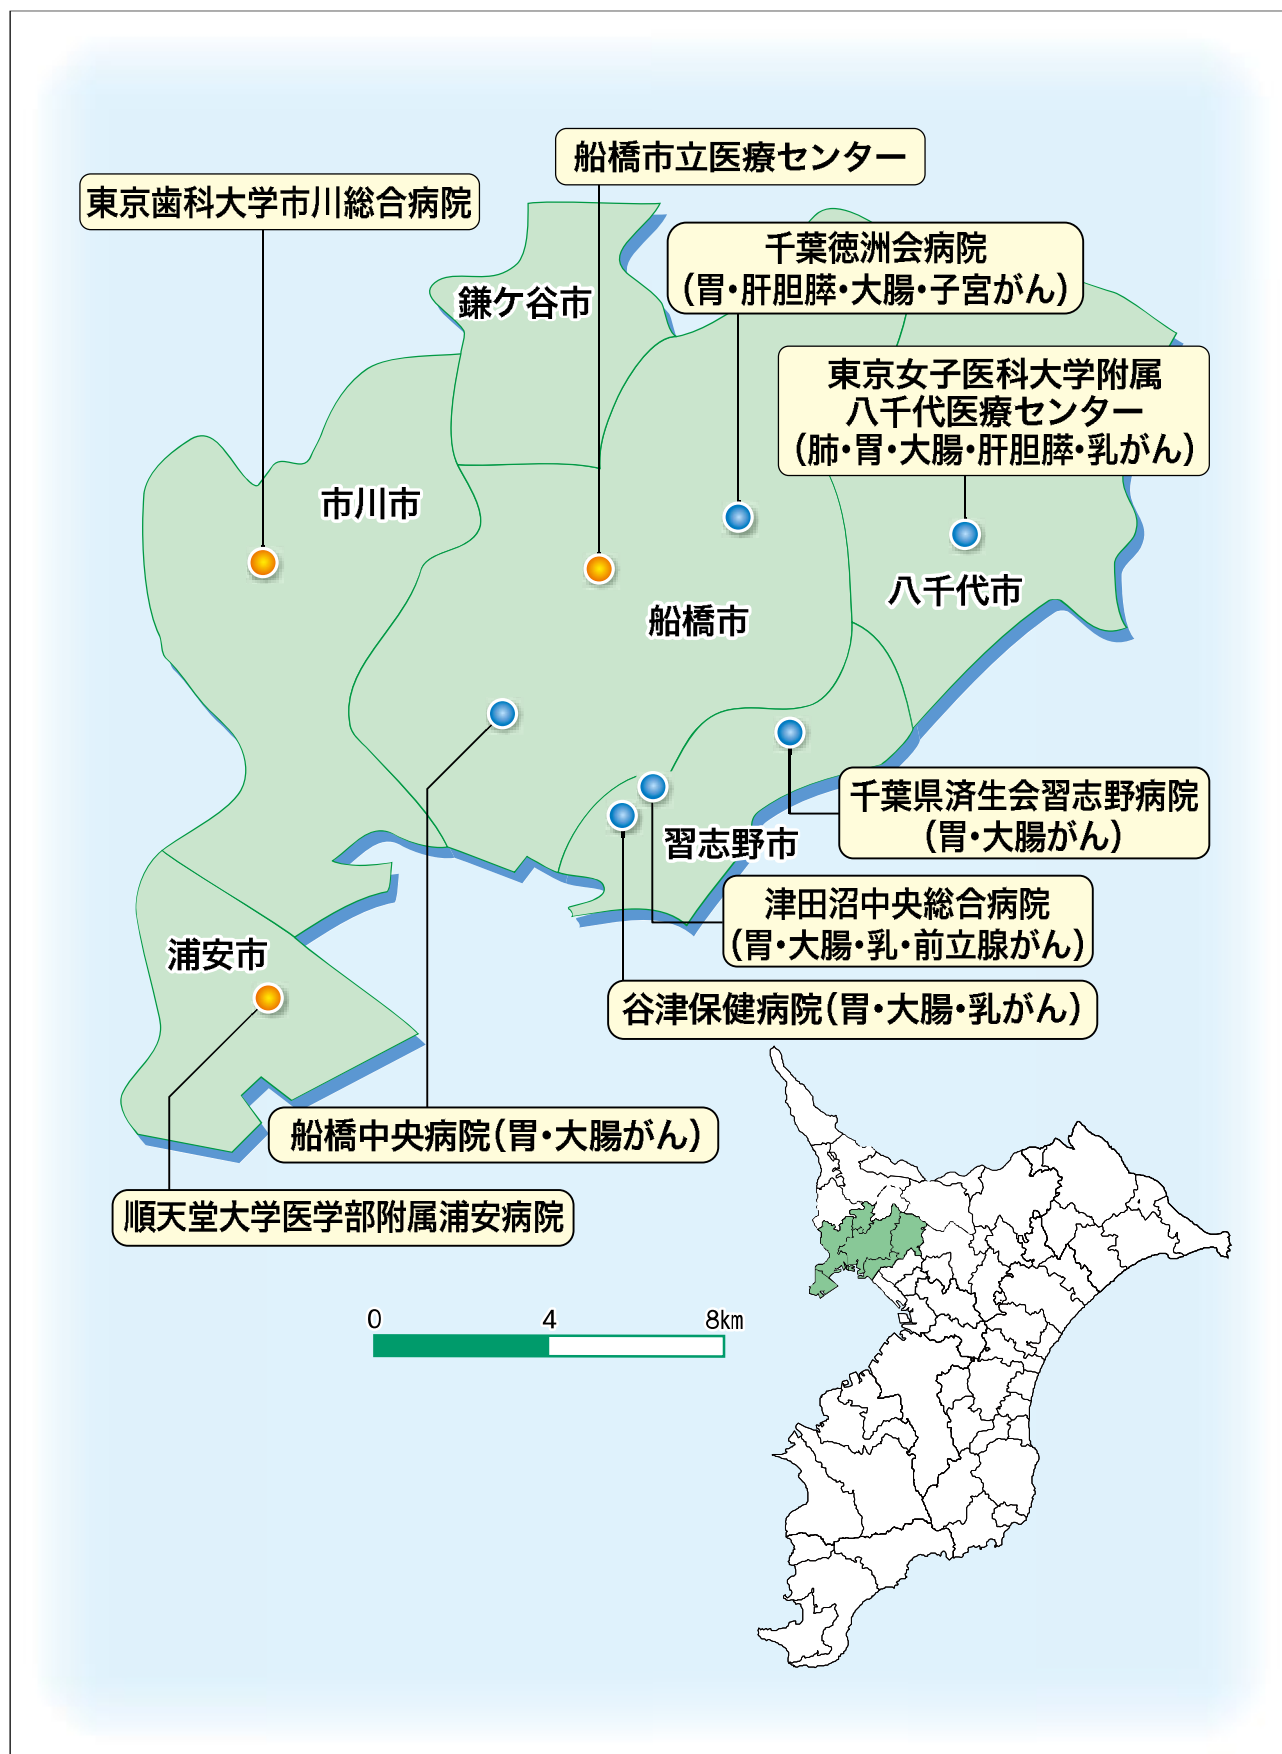 船橋市立医療センター
東京歯科大学市川総合病院
千葉徳洲会病院
（胃・肝胆膵・大腸・子宮がん）
鎌ケ谷市
東京女子医科大学附属
八千代医療センター
（肺・胃・大腸・肝胆膵・乳がん）
市川市
八千代市
船橋市
千葉県済生会習志野病院
（胃・大腸がん）
習志野市
津田沼中央総合病院
（胃・大腸・乳・前立腺がん）
浦安市
谷津保健病院（胃・大腸・乳がん）
船橋中央病院（胃・大腸がん）
順天堂大学医学部附属浦安病院
0 4 8km